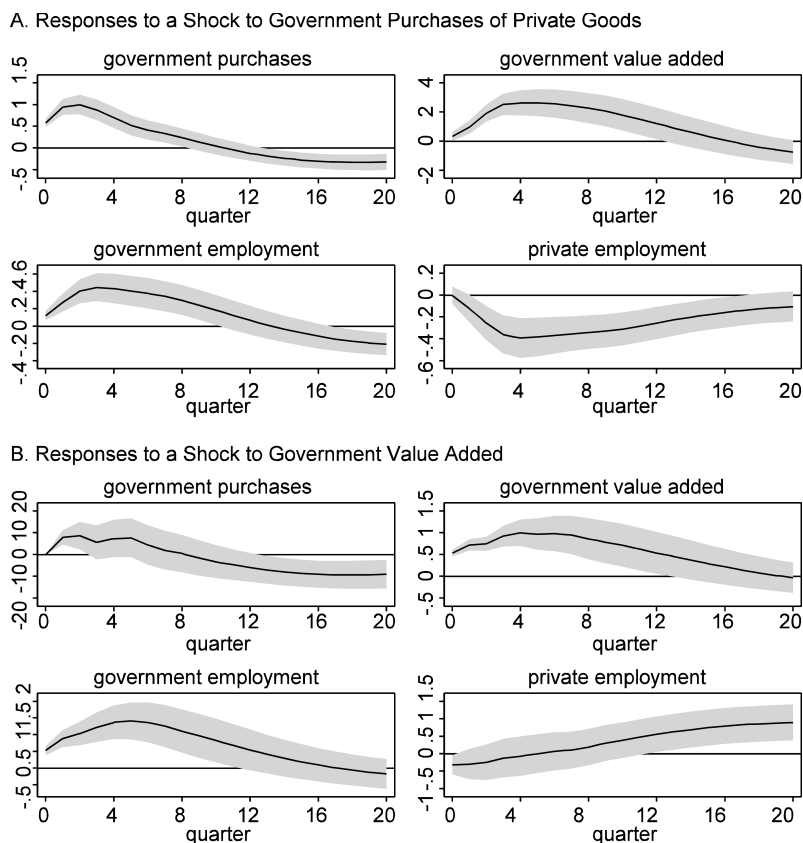 A. Responses to a Shock to Government Purchases of Private Goods
government purchases
-.5 0 .5 1 1.5
0 4 8 12 16 20
quarter
government value added
-2 0 2 4
0 4 8 12 16 20
quarter
government employment
-.4 -.2 0 .2 .4 .6
0 4 8 12 16 20
quarter
private employment
-.6 -.4 -.2 0 .2
0 4 8 12 16 20
quarter
B. Responses to a Shock to Government Value Added
government purchases
-20 -10 0 10 20
0 4 8 12 16 20
quarter
government value added
-.5 0 .5 1 1.5
0 4 8 12 16 20
quarter
government employment
-.5 0 .5 1 1.5 2
0 4 8 12 16 20
quarter
private employment
-1 -.5 0 .5 1 1.5
0 4 8 12 16 20
quarter